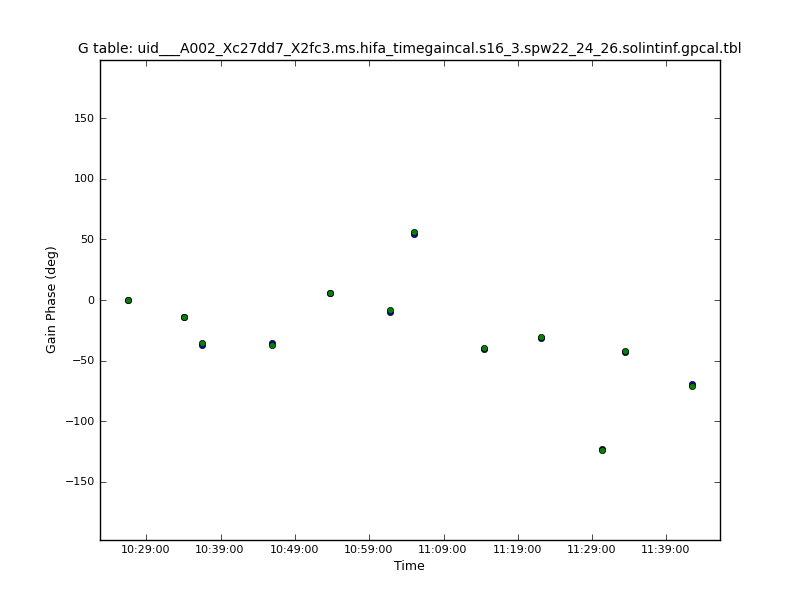 G table: uid___A002_Xc27dd7_X2fc3.ms.hifa_timegaincal.s16_3.spw22_24_26.solintinf.gpcal.tbl
150
100
50
0
−50
−100
−150
Gain Phase (deg)
10:29:00 10:39:00 10:49:00 10:59:00 11:09:00 11:19:00 11:29:00 11:39:00
Time